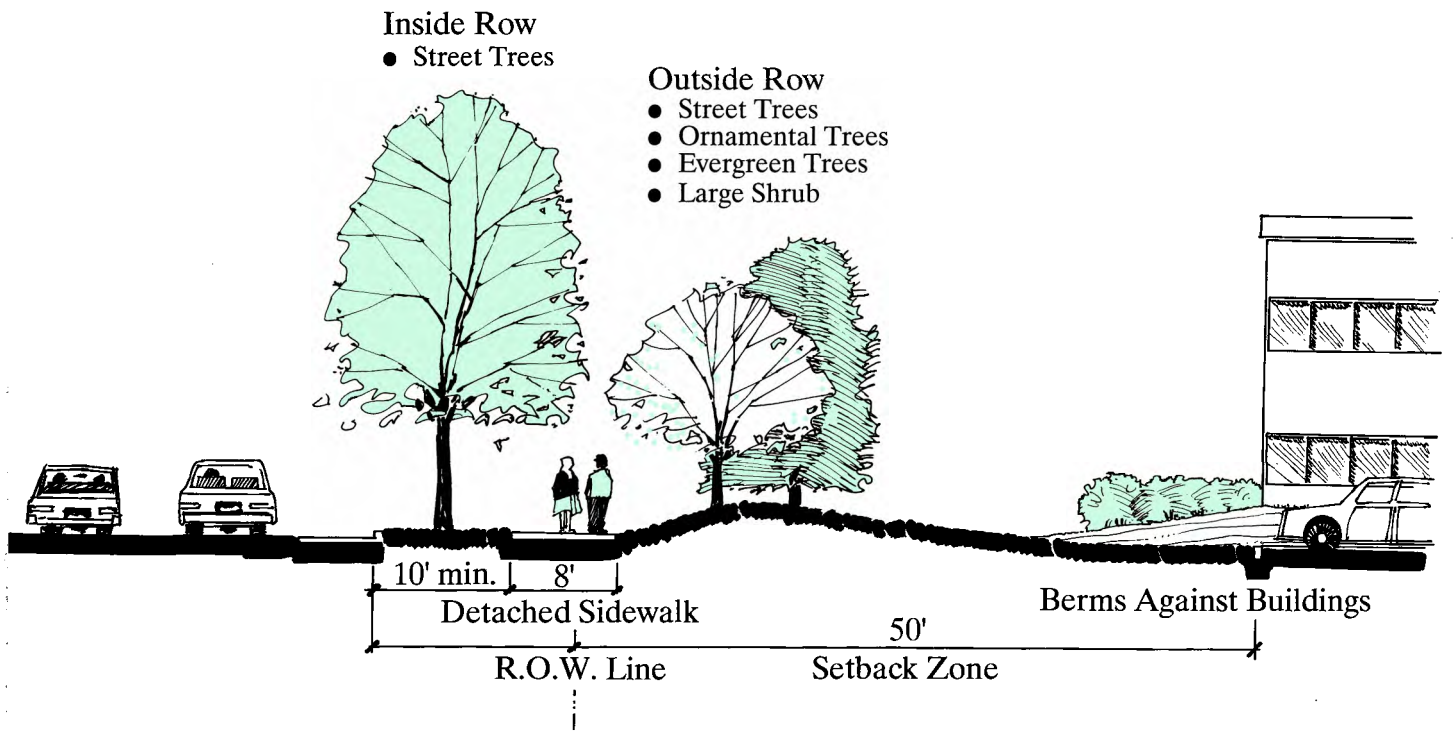 Inside Row
● Street Trees
Outside Row
● Street Trees
● Ornamental Trees
● Evergreen Trees
● Large Shrub
10' min.
8'
Detached Sidewalk
Berms Against Buildings
50'
R.O.W. Line
Setback Zone